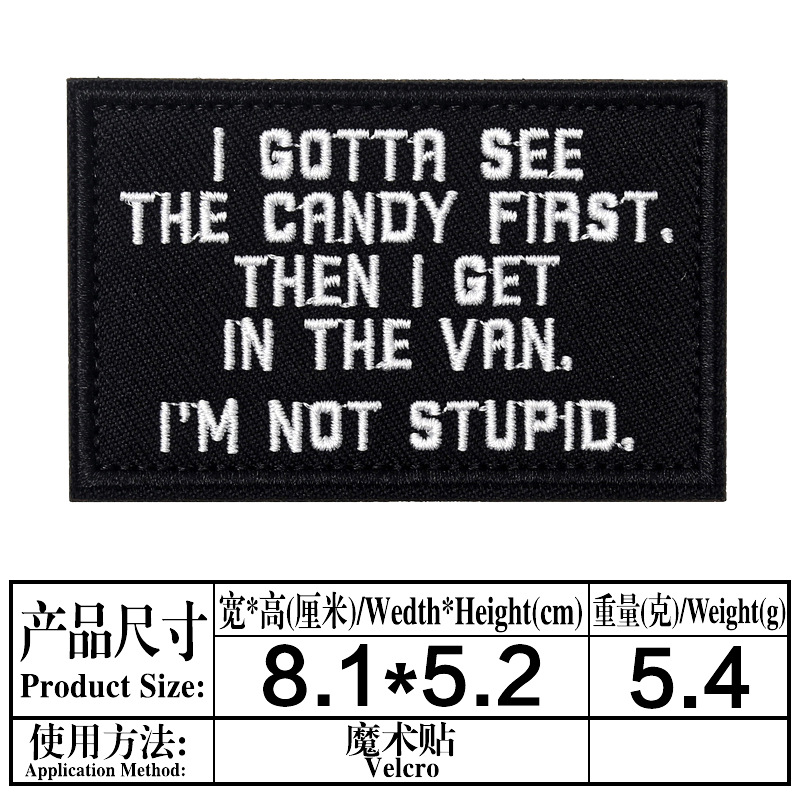 I GOTTA SEE
THE CANDY FIRST.
THEN I GET
IN THE VAN.
I'M NOT STUPID.
产品尺寸
Product Size:
宽*高(厘米)/Wedth*Height(cm)
重量(克)/Weight(g)
8.1*5.2
5.4
使用方法:
Application Method:
魔术贴
Velcro